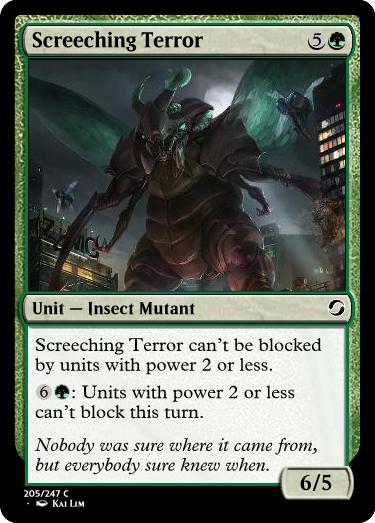 Screeching Terror 5
Unit — Insect Mutant
Screeching Terror can't be blocked
by units with power 2 or less.
6: Units with power 2 or less
can't block this turn.
Nobody was sure where it came from,
but everybody sure knew when.
6/5
205/247 C
· Kai Lim